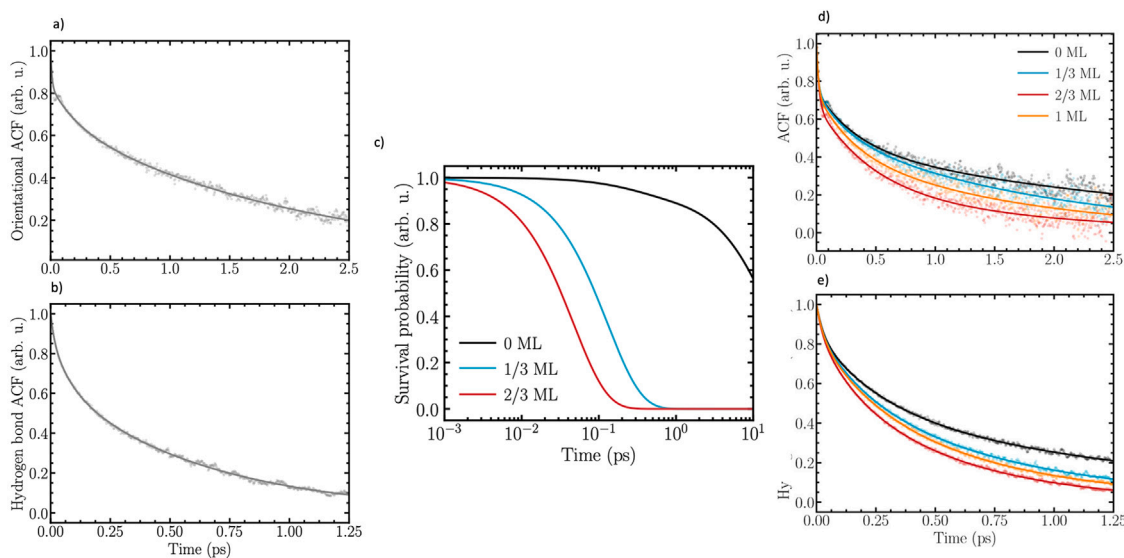 a)
Orientational ACF (arb. u.)
1.0
0.8
0.6
0.4
0.2
0.0 0.5 1.0 1.5 2.0 2.5
b)
Hydrogen bond ACF (arb. u.)
1.0
0.8
0.6
0.4
0.2
0.0
0.00 0.25 0.50 0.75 1.00 1.25
Time (ps)
c)
Survival probability (arb. u.)
1.0
0.8
0.6
0.4
0.2
0.0
0 ML
1/3 ML
2/3 ML
10⁻³ 10⁻² 10⁻¹ 10⁰ 10¹
Time (ps)
d)
ACF (arb. u.)
1.0
0.8
0.6
0.4
0.2
0.0
0 ML
1/3 ML
2/3 ML
1 ML
0.0 0.5 1.0 1.5 2.0 2.5
e)
Hy
1.0
0.8
0.6
0.4
0.2
0.0
0.00 0.25 0.50 0.75 1.00 1.25
Time (ps)